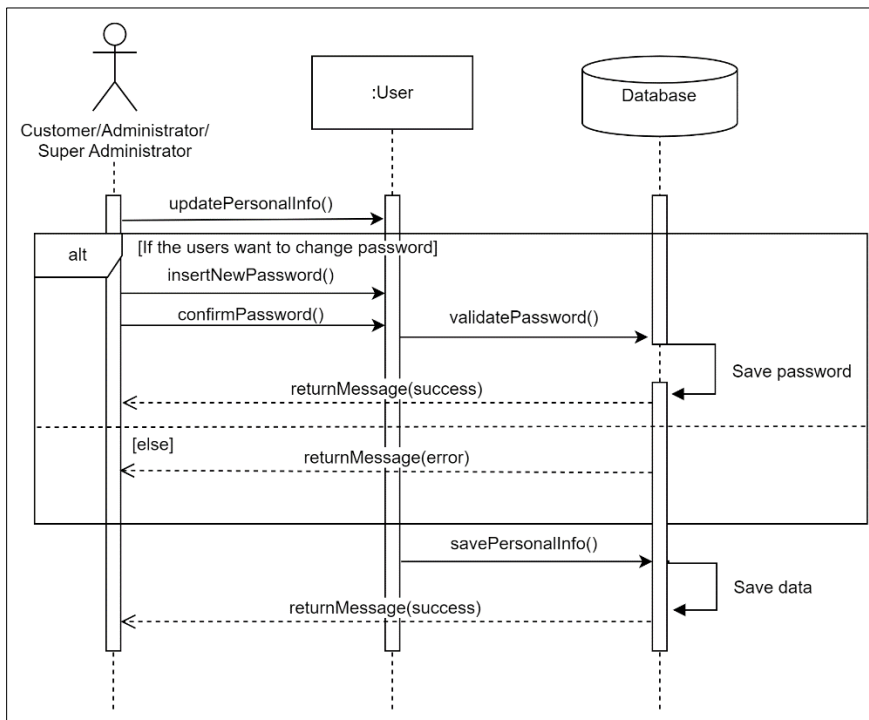 :User
Database
Customer/Administrator/
Super Administrator
updatePersonalInfo()
alt
[If the users want to change password]
insertNewPassword()
confirmPassword()
validatePassword()
Save password
returnMessage(success)
[else]
returnMessage(error)
savePersonalInfo()
Save data
returnMessage(success)